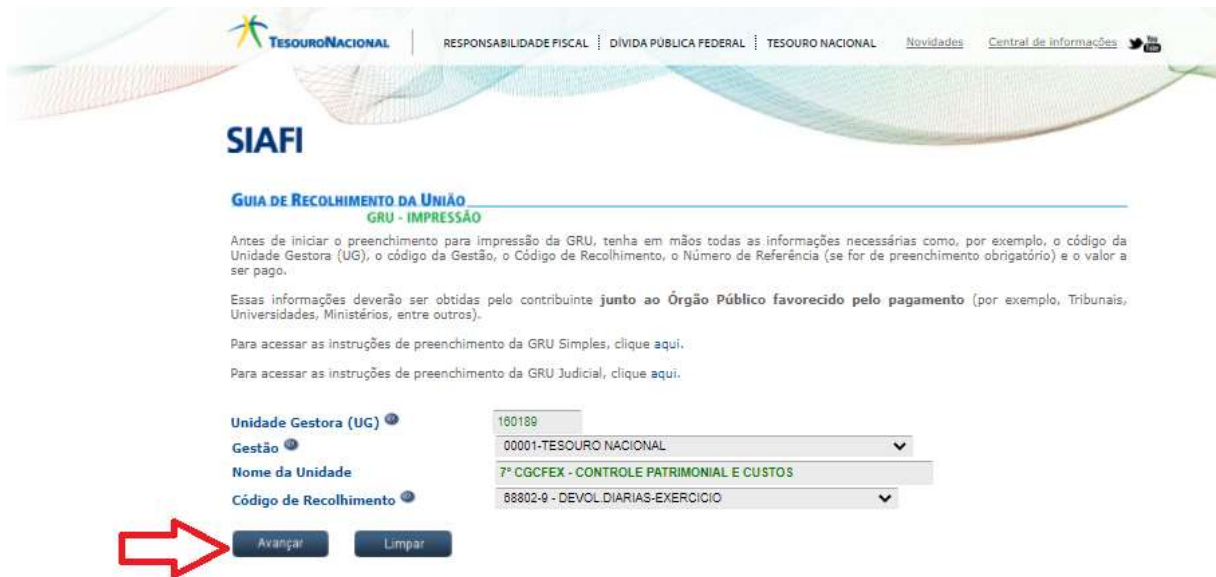 TESOURONACIONAL
RESPONSABILIDADE FISCAL
DÍVIDA PÚBLICA FEDERAL
TESOURO NACIONAL
Novidades
Central de informações
You
Tube
SIAFI
GUIA DE RECOLHIMENTO DA UNIÃO
GRU - IMPRESSÃO
Antes de iniciar o preenchimento para impressão da GRU, tenha em mãos todas as informações necessárias como, por exemplo, o código da
Unidade Gestora (UG), o código da Gestão, o Código de Recolhimento, o Número de Referência (se for de preenchimento obrigatório) e o valor a
ser pago.
Essas informações deverão ser obtidas pelo contribuinte junto ao Órgão Público favorecido pelo pagamento (por exemplo, Tribunais,
Universidades, Ministérios, entre outros).
Para acessar as instruções de preenchimento da GRU Simples, clique aqui.
Para acessar as instruções de preenchimento da GRU Judicial, clique aqui.
Unidade Gestora (UG) 160189
Gestão 00001-TESOURO NACIONAL
Nome da Unidade 7º CGCFEX - CONTROLE PATRIMONIAL E CUSTOS
Código de Recolhimento 68802-9 - DEVOL.DIARIAS-EXERCICIO
Avançar Limpar